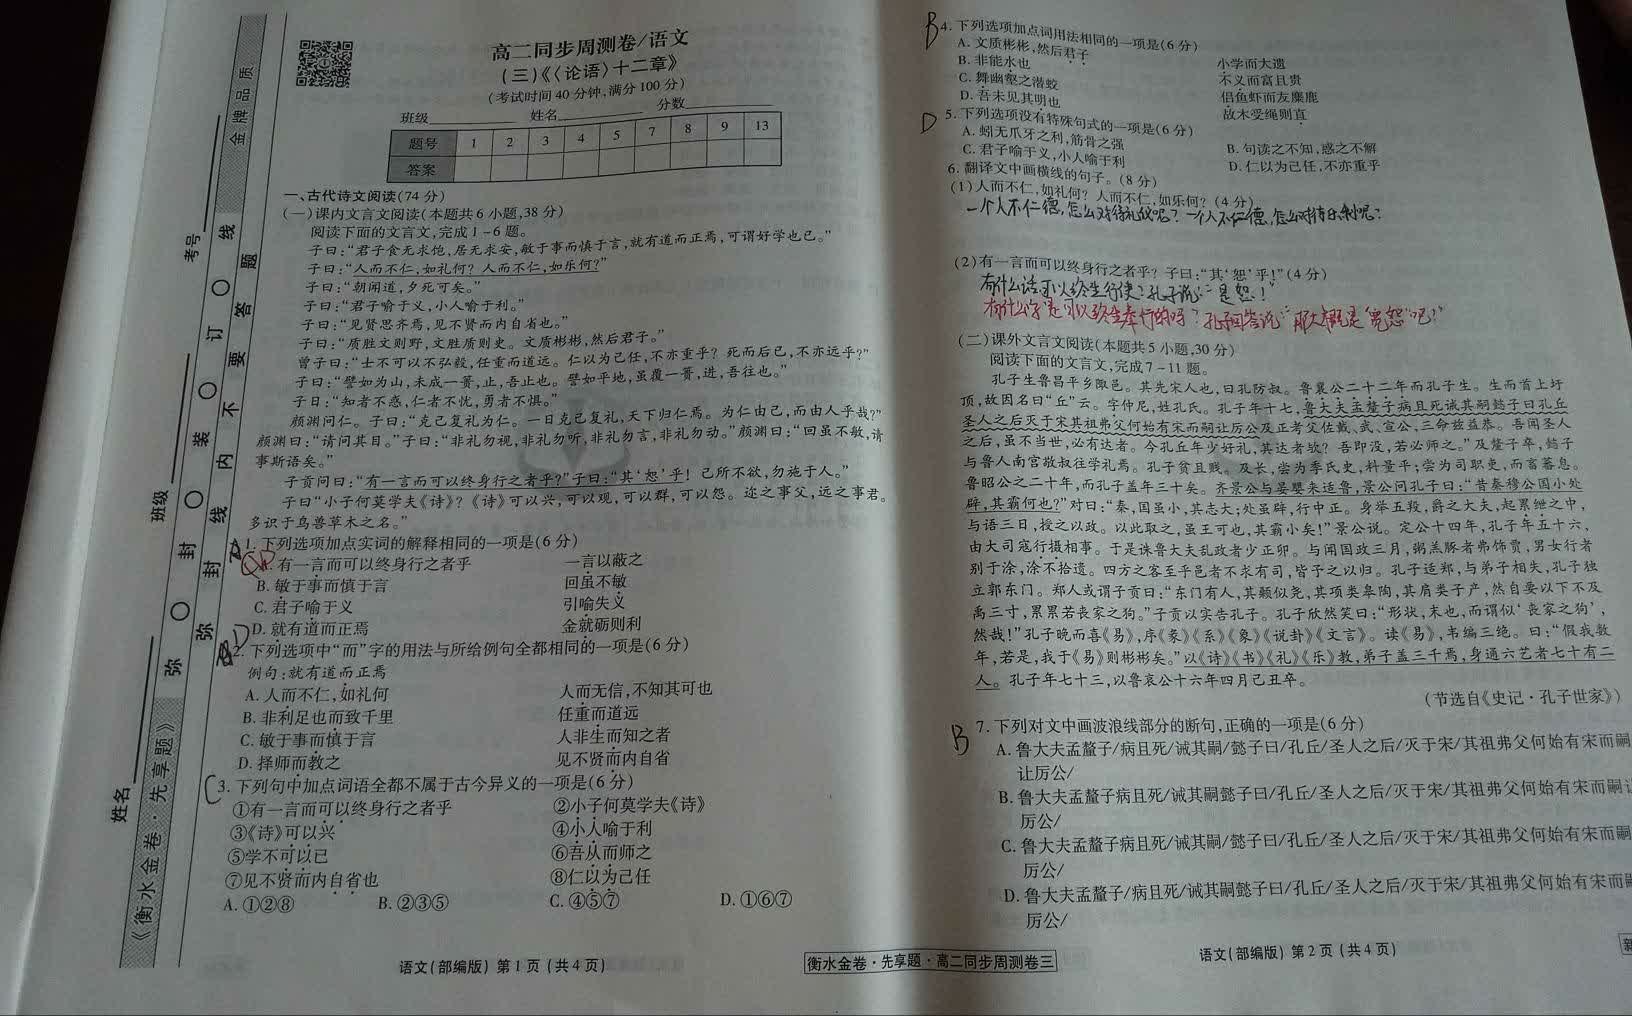 高二同步周测卷/语文
(三)《〈论语〉十二章》
(考试时间40分钟,满分100分)
班级 姓名 分数
题号 1 2 3 4 5 6 7 8 9 13
答案
一、古代诗文阅读(74分)
(一)课内文言文阅读(本题共6小题,38分)
阅读下面的文言文,完成1-6题。
子曰:“君子食无求饱,居无求安,敏于事而慎于言,就有道而正焉,可谓好学也已。”
子曰:“人而不仁,如礼何?人而不仁,如乐何?”
子曰:“朝闻道,夕死可矣。”
子曰:“君子喻于义,小人喻于利。”
子曰:“见贤思齐焉,见不贤而内自省也。”
子曰:“质胜文则野,文胜质则史。文质彬彬,然后君子。”
曾子曰:“士不可以不弘毅,任重而道远。仁以为己任,不亦重乎?死而后已,不亦远乎?”
子曰:“譬如为山,未成一篑,止,吾止也。譬如平地,虽覆一篑,进,吾往也。”
子曰:“知者不惑,仁者不忧,勇者不惧。”
颜渊问仁。子曰:“克己复礼为仁。一日克己复礼,天下归仁焉。为仁由己,而由人乎哉?”
颜渊曰:“请问其目。”子曰:“非礼勿视,非礼勿听,非礼勿言,非礼勿动。”颜渊曰:“回虽不敏,请
事斯语矣。”
子贡问曰:“有一言而可以终身行之者乎?”子曰:“其‘恕’乎!己所不欲,勿施于人。”
子曰“小子何莫学夫《诗》?《诗》可以兴,可以观,可以群,可以怨。迩之事父,远之事君。
多识于鸟兽草木之名。”
1.下列选项加点实词的解释相同的一项是(6分)
A.有一言而可以终身行之者乎 一言以蔽之
B.敏于事而慎于言 回虽不敏
C.君子喻于义 引喻失义
D.就有道而正焉 金就砺则利
D
2.下列选项中“而”字的用法与所给例句全都相同的一项是(6分)
例句:就有道而正焉
A.人而不仁,如礼何 人而无信,不知其可也
B.非利足也而致千里 任重而道远
C.敏于事而慎于言 人非生而知之者
D.择师而教之 见不贤而内自省
C
3.下列句中加点词语全都不属于古今异义的一项是(6分)
①有一言而可以终身行之者乎 ②小子何莫学夫《诗》
③《诗》可以兴 ④小人喻于利
⑤学不可以已 ⑥吾从而师之
⑦见不贤而内自省也 ⑧仁以为己任
A.①②⑧ B.②③⑤ C.④⑤⑦ D.①⑥⑦
语文(部编版) 第1页(共4页)
B
4.下列选项加点词用法相同的一项是(6分)
A.文质彬彬,然后君子 小学而大遗
B.非能水也 不义而富且贵
C.舞幽壑之潜蛟 侣鱼虾而友麋鹿
D.吾未见其明也 故木受绳则直
D
5.下列选项没有特殊句式的一项是(6分)
A.蚓无爪牙之利,筋骨之强 B.句读之不知,惑之不解
C.君子喻于义,小人喻于利 D.仁以为己任,不亦重乎
6.翻译文中画横线的句子。(8分)
(1)人而不仁,如礼何?人而不仁,如乐何?(4分)
一个人不仁德,怎么对待礼仪呢?一个人不仁德,怎么对待乐制呢?
(2)有一言而可以终身行之者乎?子曰:“其‘恕’乎!”(4分)
有什么话可以终生行使?孔子说:“是恕!”
有什么字是可以终生奉行的吗?孔子回答说:“那大概是“宽恕”吧?”
(二)课外文言文阅读(本题共5小题,30分)
阅读下面的文言文,完成7-11题。
孔子生鲁昌平乡陬邑。其先宋人也,曰孔防叔。鲁襄公二十二年而孔子生。生而首上圩
顶,故因名曰“丘”云。字仲尼,姓孔氏。孔子年十七,鲁大夫孟釐子病且死诫其嗣懿子曰孔丘
圣人之后灭于宋其祖弗父何始有宋而嗣让厉公及正考父佐戴、武、宣公,三命兹益恭。吾闻圣人
之后,虽不当世,必有达者。今孔丘年少好礼,其达者欤?吾即没,若必师之。”及釐子卒,懿子
与鲁人南宫敬叔往学礼焉。孔子贫且贱。及长,尝为季氏史,料量平;尝为司职吏,而畜蕃息。
鲁昭公之二十年,而孔子盖年三十矣。齐景公与晏婴来适鲁,景公问孔子曰:“昔秦穆公国小处
辟,其霸何也?”对曰:“秦,国虽小,其志大;处虽辟,行中正。身举五羖,爵之大夫,起累绁之中,
与语三日,授之以政。以此取之,虽王可也,其霸小矣!”景公说。定公十四年,孔子年五十六,
由大司寇行摄相事。于是诛鲁大夫乱政者少正卯。与闻国政三月,粥羔豚者弗饰贾,男女行者
别于涂,涂不拾遗。四方之客至乎邑者不求有司,皆予之以归。孔子适郑,与弟子相失,孔子独
立郭东门。郑人或谓子贡曰:“东门有人,其颡似尧,其项类皋陶,其肩类子产,然自要以下不及
禹三寸,累累若丧家之狗。”子贡以实告孔子。孔子欣然笑曰:“形状,末也,而谓似‘丧家之狗’,
然哉!”孔子晚而喜《易》,序《彖》《系》《象》《说卦》《文言》。读《易》,韦编三绝。曰:“假我数
年,若是,我于《易》则彬彬矣。”以《诗》《书》《礼》《乐》教,弟子盖三千焉,身通六艺者七十有二
人。孔子年七十三,以鲁哀公十六年四月己丑卒。
(节选自《史记·孔子世家》)
B
7.下列对文中画波浪线部分的断句,正确的一项是(6分)
A.鲁大夫孟釐子/病且死/诫其嗣/懿子曰/孔丘/圣人之后/灭于宋/其祖弗父何始有宋而嗣
让厉公/
B.鲁大夫孟釐子病且死/诫其嗣懿子曰/孔丘/圣人之后/灭于宋/其祖弗父何始有宋而嗣让
厉公/
C.鲁大夫孟釐子病且死/诫其嗣/懿子曰/孔丘/圣人之后/灭于宋/其祖弗父何始有宋而嗣
厉公/
D.鲁大夫孟釐子/病且死/诫其嗣懿子曰/孔丘/圣人之后/灭于宋/其祖弗父何始有宋而嗣
厉公/
衡水金卷·先享题·高二同步周测卷三
语文(部编版) 第2页(共4页)
新
金牌品质
《衡水金卷·先享题》
姓名 班级 考号
弥 封 装 订 线
弥 封 线 内 不 要 答 题